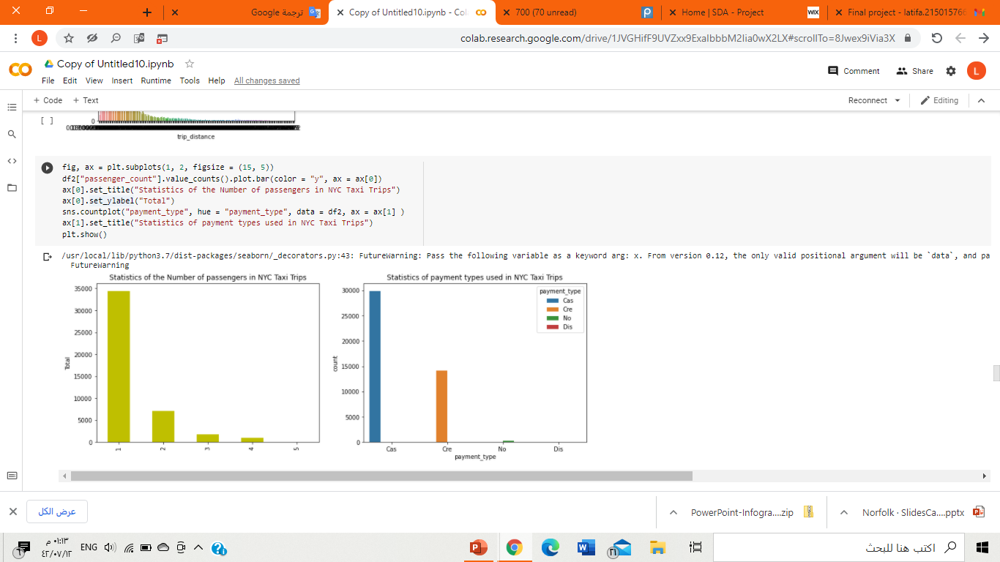 ترجمة Google
Copy of Untitled10.ipynb - Col
700 (70 unread)
Home | SDA - Project
WIX
Final project - latifa.215015766
L
colab.research.google.com/drive/1JVGHifF9UVZxx9ExaIbbbM2Iia0wX2LX#scrollTo=8Jwex9iVia3X
Copy of Untitled10.ipynb
File Edit View Insert Runtime Tools Help All changes saved
Comment Share L
+ Code + Text
Reconnect Editing
[ ]
0
trip_distance
fig, ax = plt.subplots(1, 2, figsize = (15, 5))
df2["passenger_count"].value_counts().plot.bar(color = "y", ax = ax[0])
ax[0].set_title("Statistics of the Number of passengers in NYC Taxi Trips")
ax[0].set_ylabel("Total")
sns.countplot("payment_type", hue = "payment_type", data = df2, ax = ax[1] )
ax[1].set_title("Statistics of payment types used in NYC Taxi Trips")
plt.show()
/usr/local/lib/python3.7/dist-packages/seaborn/_decorators.py:43: FutureWarning: Pass the following variable as a keyword arg: x. From version 0.12, the only valid positional argument will be `data`, and pa
FutureWarning
Statistics of the Number of passengers in NYC Taxi Trips
35000
30000
25000
20000
15000
10000
5000
0
Total
1 2 3 4 5
Statistics of payment types used in NYC Taxi Trips
30000
25000
20000
15000
10000
5000
0
count
payment_type
Cas
Cre
No
Dis
Cas Cre No Dis
payment_type
عرض الكل
PowerPoint-Infogra....zip
Norfolk · SlidesCa....pptx
٠١:١٣ م
٤٢/٠٧/١٣
ENG
٦
٢١
اكتب هنا للبحث